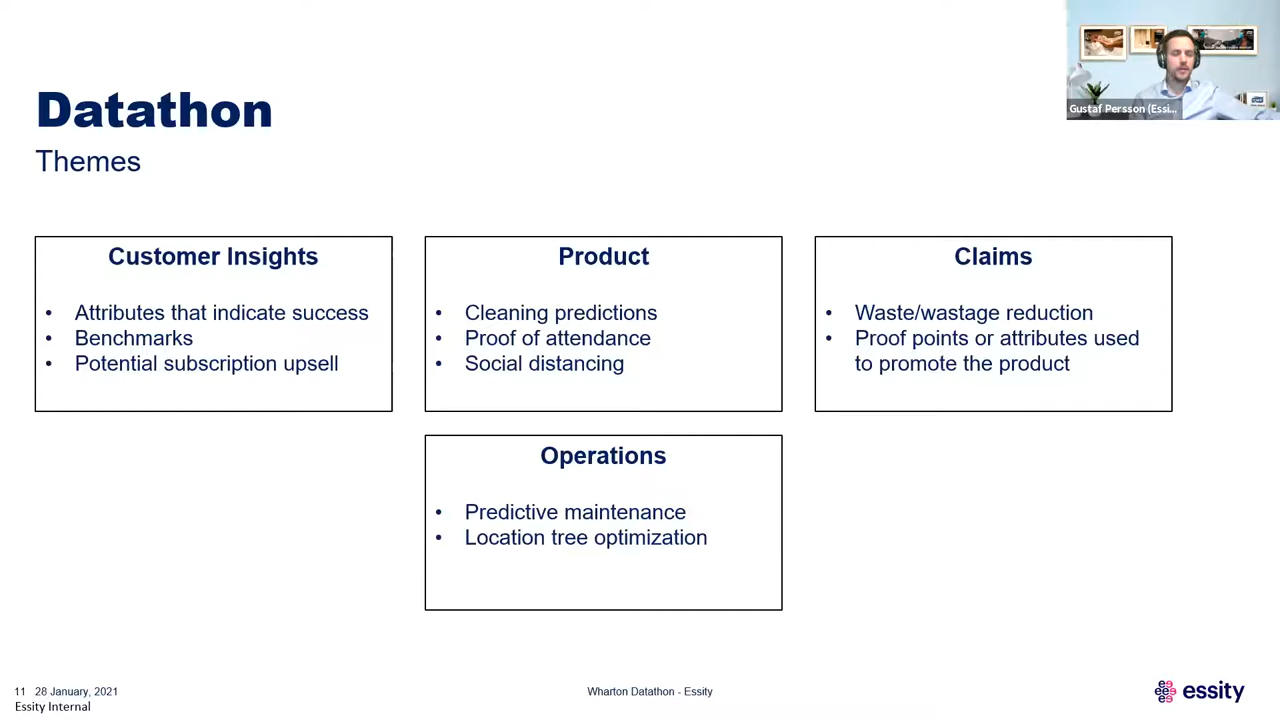 Datathon
Themes
Gustaf Persson (Essi...
Customer Insights
• Attributes that indicate success
• Benchmarks
• Potential subscription upsell
Product
• Cleaning predictions
• Proof of attendance
• Social distancing
Claims
• Waste/wastage reduction
• Proof points or attributes used
to promote the product
Operations
• Predictive maintenance
• Location tree optimization
11 28 January, 2021
Essity Internal
Wharton Datathon - Essity
essity